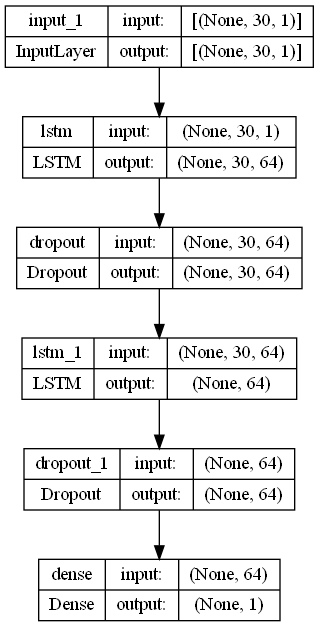 input_1 input: [(None, 30, 1)]
InputLayer output: [(None, 30, 1)]
lstm input: (None, 30, 1)
LSTM output: (None, 30, 64)
dropout input: (None, 30, 64)
Dropout output: (None, 30, 64)
lstm_1 input: (None, 30, 64)
LSTM output: (None, 64)
dropout_1 input: (None, 64)
Dropout output: (None, 64)
dense input: (None, 64)
Dense output: (None, 1)